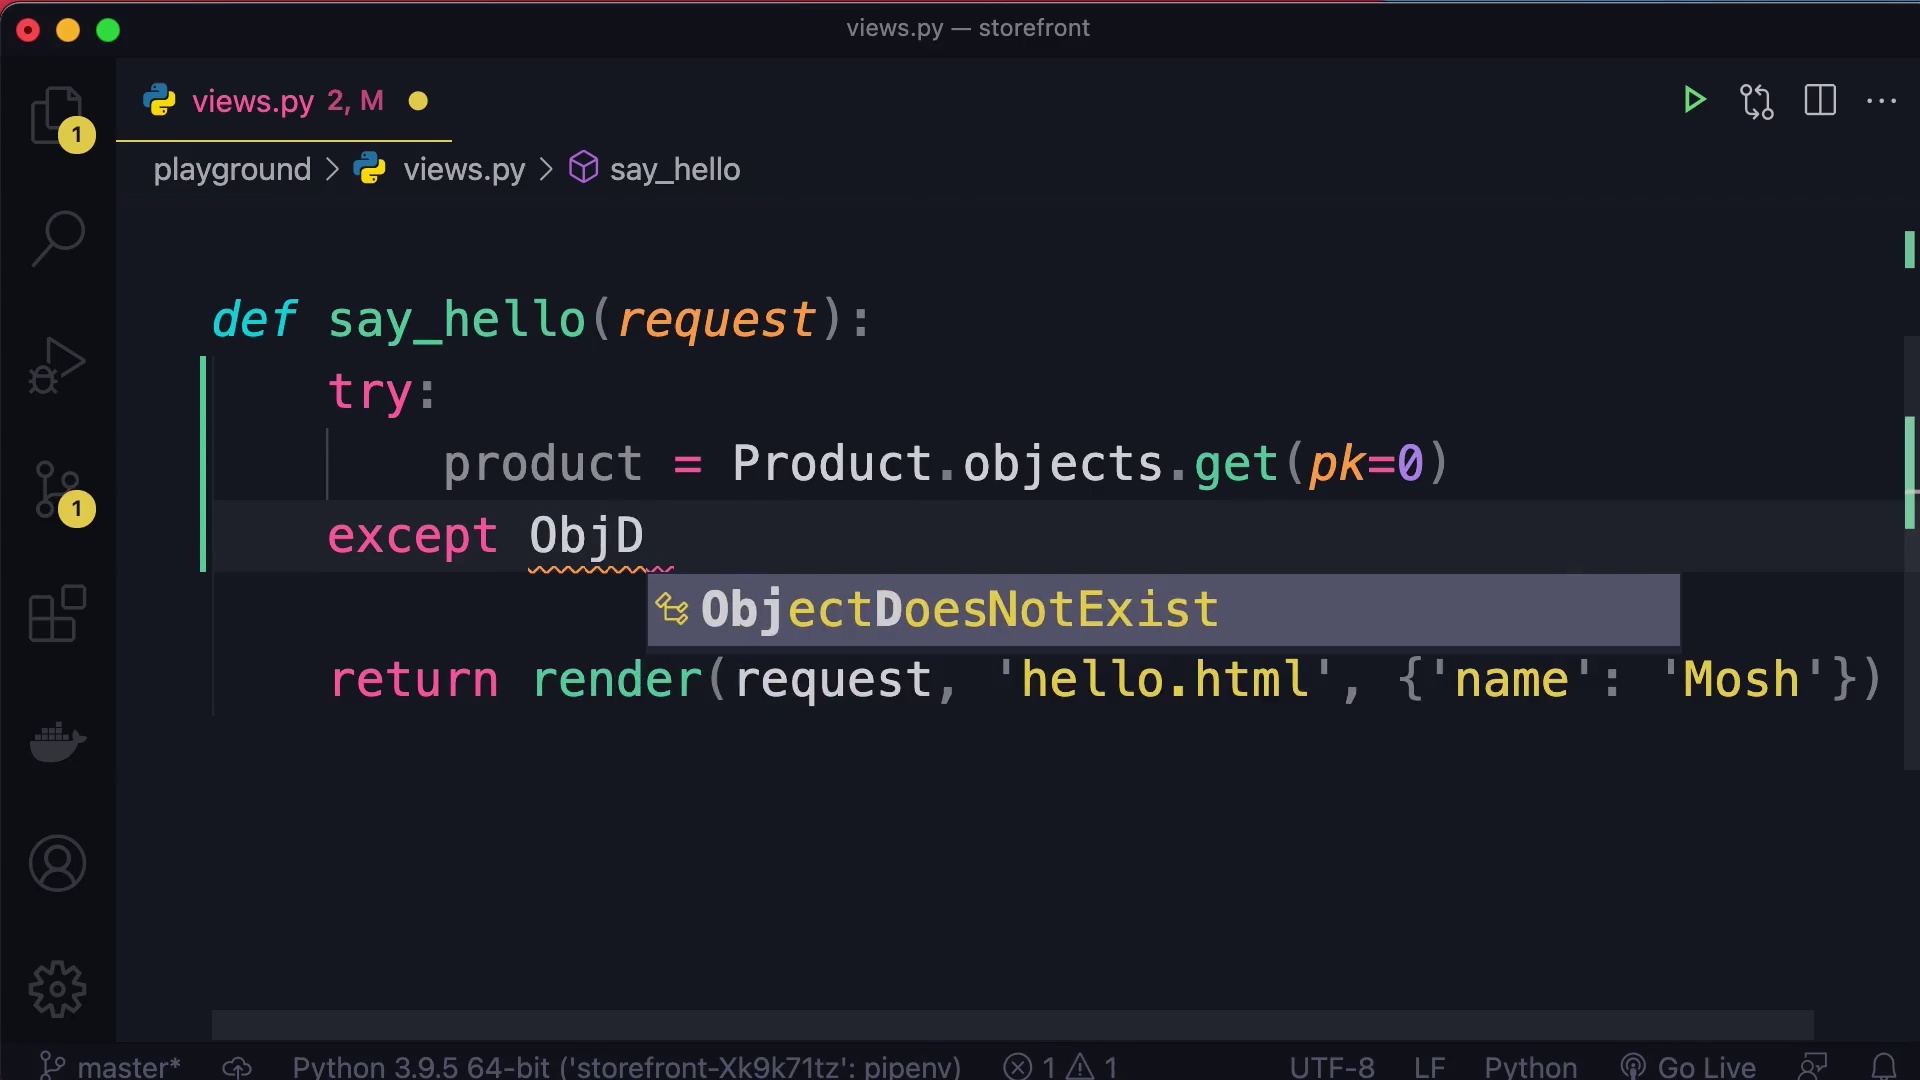 views.py — storefront
views.py 2, M
1
playground > views.py > say_hello
def say_hello(request):
try:
product = Product.objects.get(pk=0)
except ObjD
1
ObjectDoesNotExist
return render(request, 'hello.html', {'name': 'Mosh'})
master* Python 3.9.5 64-bit ('storefront-Xk9k71tz': pipenv) 1 1 UTF-8 LF Python Go Live